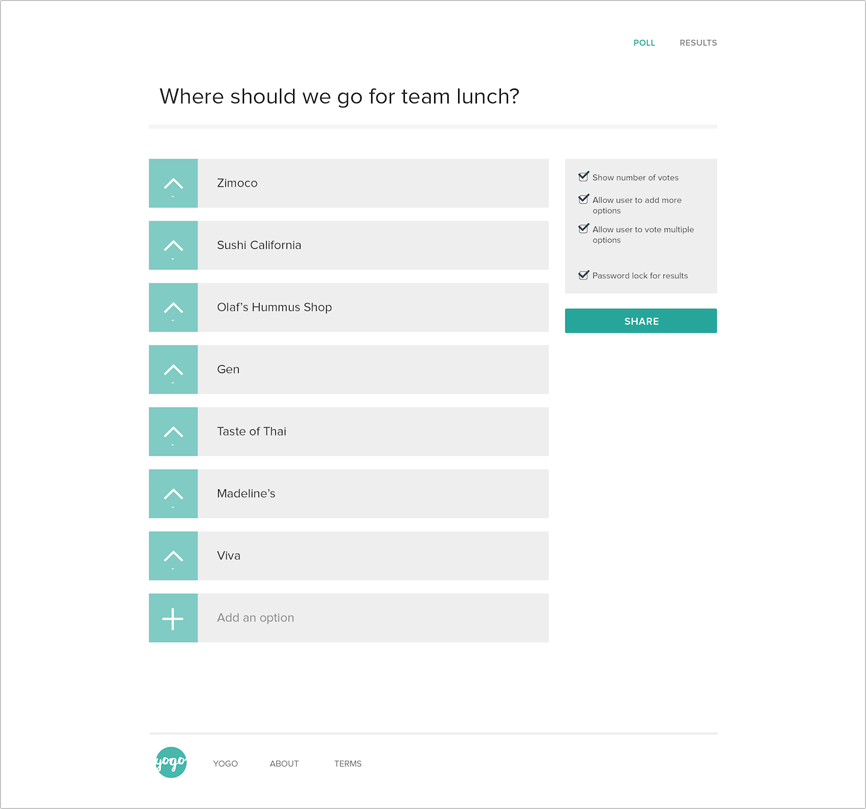 POLL RESULTS
Where should we go for team lunch?
Zimoco
Sushi California
Olaf’s Hummus Shop
Gen
Taste of Thai
Madeline’s
Viva
Add an option
Show number of votes
Allow user to add more
options
Allow user to vote multiple
options
Password lock for results
SHARE
yogo YOGO ABOUT TERMS